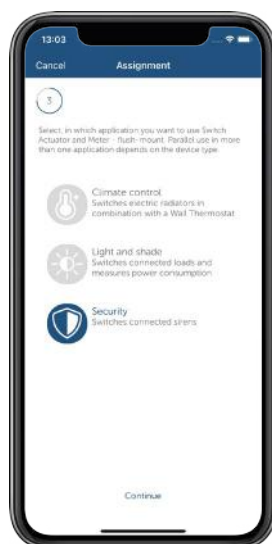 13:03
Cancel Assignment
3
Select, in which application you want to use Switch
Actuator and Meter - flush-mount. Parallel use in more
than one application depends on the device type.
Climate control
Switches electric radiators in
combination with a Wall Thermostat
Light and shade
Switches connected loads and
measures power consumption
Security
Switches connected sirens
Continue